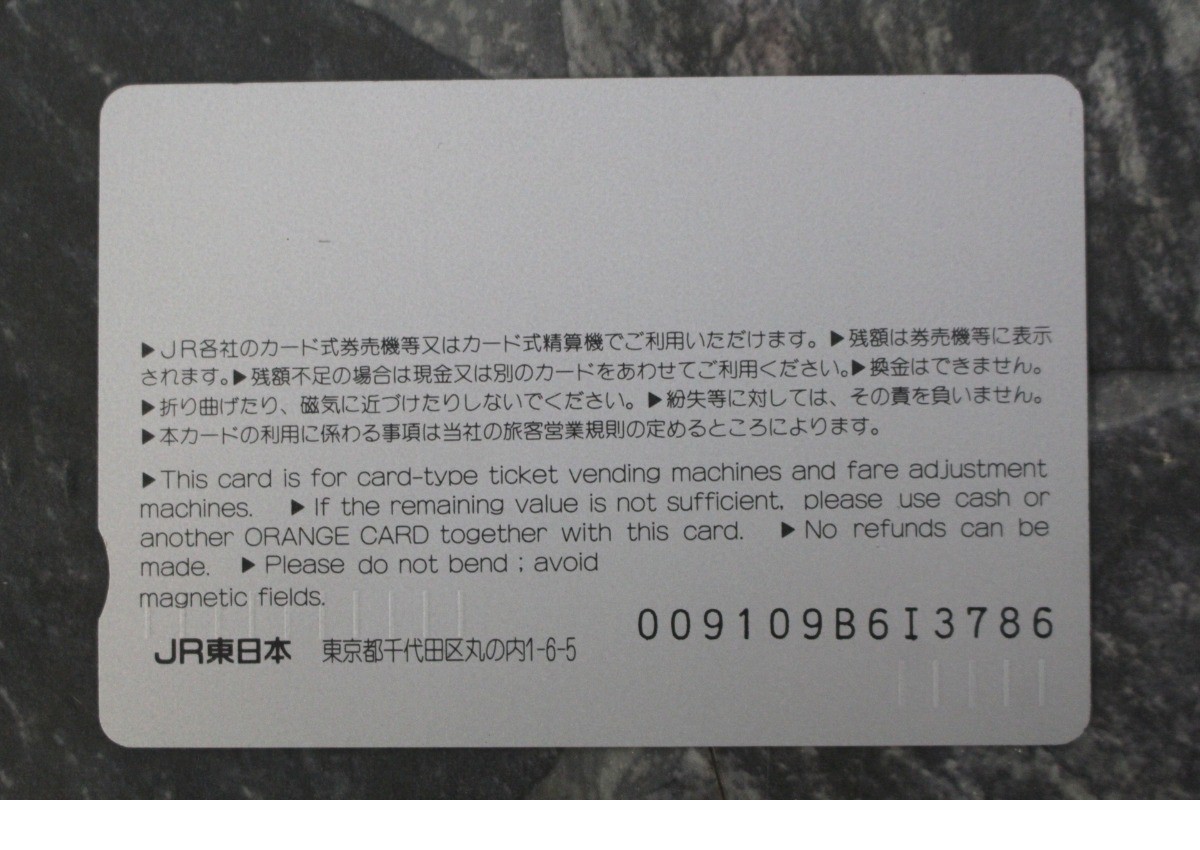 ▶JR各社のカード式券売機等又はカード式精算機でご利用いただけます。▶残額は券売機等に表示
されます。▶残額不足の場合は現金又は別のカードをあわせてご利用ください。▶換金はできません。
▶折り曲げたり、磁気に近づけたりしないでください。▶紛失等に対しては、その責を負いません。
▶本カードの利用に係わる事項は当社の旅客営業規則の定めるところによります。
▶This card is for card-type ticket vending machines and fare adjustment
machines. ▶If the remaining value is not sufficient, please use cash or
another ORANGE CARD together with this card. ▶No refunds can be
made. ▶Please do not bend ; avoid
magnetic fields.
009109B6I3786
JR東日本 東京都千代田区丸の内1-6-5